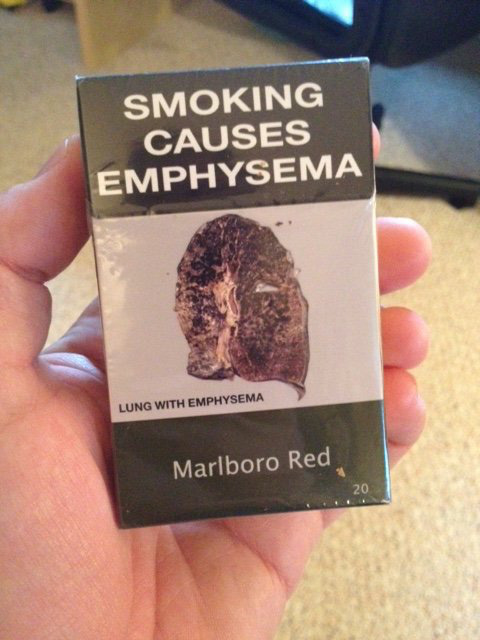 SMOKING
CAUSES
EMPHYSEMA
LUNG WITH EMPHYSEMA
Marlboro Red
20